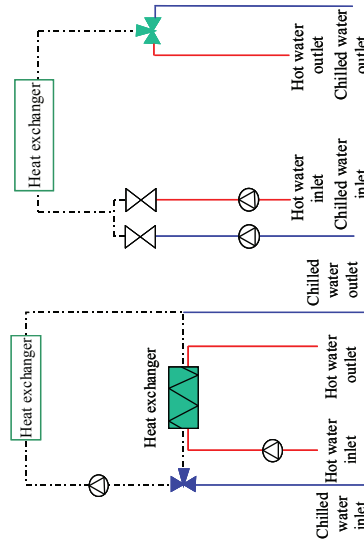 Heat exchanger
Hot water
outlet
Chilled water
outlet
Hot water
inlet
Chilled water
inlet
Heat exchanger
Chilled
water
outlet
Heat exchanger
Hot water
outlet
Hot water
inlet
Chilled
water
inlet